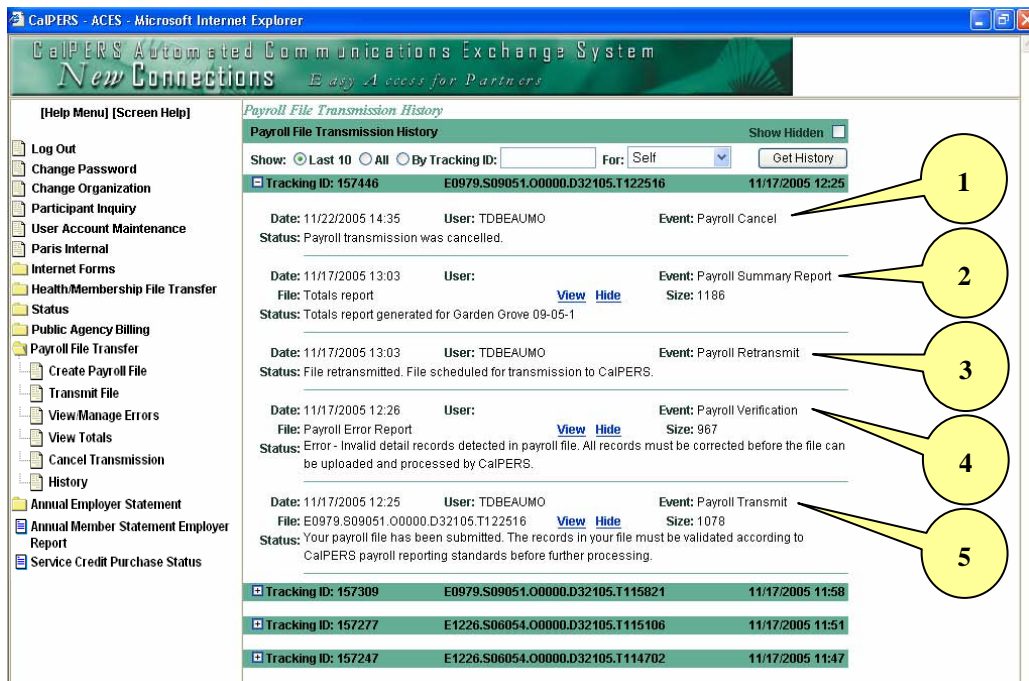 CalPERS - ACES - Microsoft Internet Explorer
CalPERS Automated Communications Exchange System
New Connections Easy Access for Partners
[Help Menu] [Screen Help]
Log Out
Change Password
Change Organization
Participant Inquiry
User Account Maintenance
Paris Internal
Internet Forms
Health/Membership File Transfer
Status
Public Agency Billing
Payroll File Transfer
Create Payroll File
Transmit File
View/Manage Errors
View Totals
Cancel Transmission
History
Annual Employer Statement
Annual Member Statement Employer
Report
Service Credit Purchase Status
Payroll File Transmission History
Payroll File Transmission History Show Hidden
Show: Last 10 All By Tracking ID: For: Self Get History
Tracking ID: 157446 E0979.S09051.O0000.D32105.T122516 11/17/2005 12:25
Date: 11/22/2005 14:35 User: TDBEAUMO Event: Payroll Cancel
Status: Payroll transmission was cancelled.
Date: 11/17/2005 13:03 User: Event: Payroll Summary Report
File: Totals report View Hide Size: 1186
Status: Totals report generated for Garden Grove 09-05-1
Date: 11/17/2005 13:03 User: TDBEAUMO Event: Payroll Retransmit
Status: File retransmitted. File scheduled for transmission to CalPERS.
Date: 11/17/2005 12:26 User: Event: Payroll Verification
File: Payroll Error Report View Hide Size: 967
Status: Error - Invalid detail records detected in payroll file. All records must be corrected before the file can
be uploaded and processed by CalPERS.
Date: 11/17/2005 12:25 User: TDBEAUMO Event: Payroll Transmit
File: E0979.S09051.O0000.D32105.T122516 View Hide Size: 1078
Status: Your payroll file has been submitted. The records in your file must be validated according to
CalPERS payroll reporting standards before further processing.
Tracking ID: 157309 E0979.S09051.O0000.D32105.T115821 11/17/2005 11:58
Tracking ID: 157277 E1226.S06054.O0000.D32105.T115106 11/17/2005 11:51
Tracking ID: 157247 E1226.S06054.O0000.D32105.T114702 11/17/2005 11:47
1
2
3
4
5